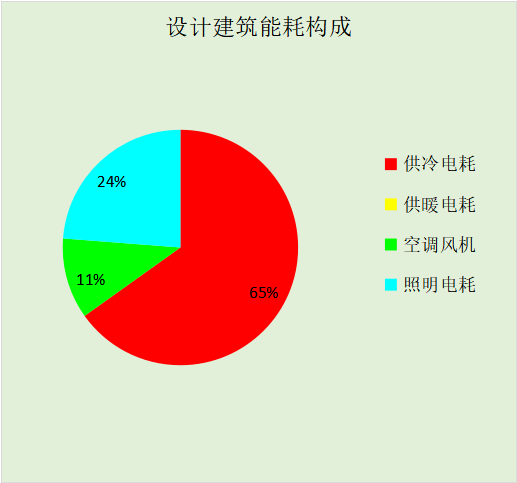 设计建筑能耗构成
24%
11%
65%
供冷电耗
供暖电耗
空调风机
照明电耗